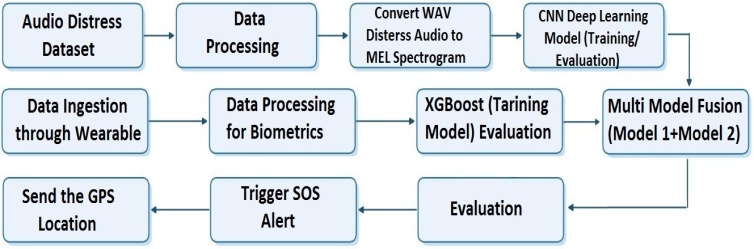 Audio Distress
Dataset
Data
Processing
Convert WAV
Disterss Audio to
MEL Spectrogram
CNN Deep Learning
Model (Training/
Evaluation)
Data Ingestion
through Wearable
Data Processing
for Biometrics
XGBoost (Tarining
Model) Evaluation
Multi Model Fusion
(Model 1+Model 2)
Send the GPS
Location
Trigger SOS
Alert
Evaluation